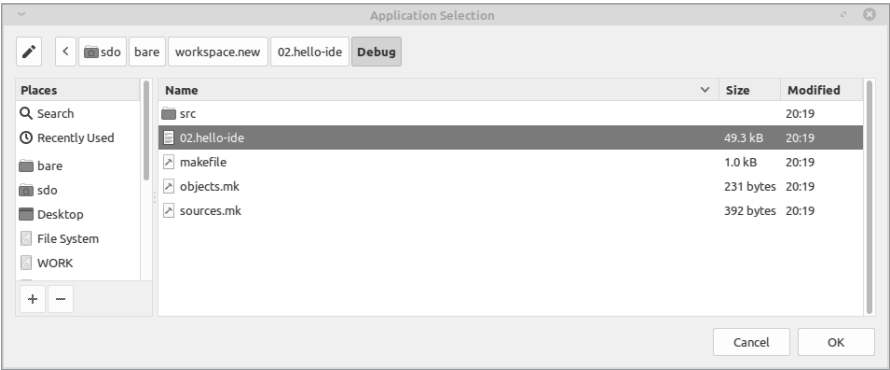 Application Selection
sdo bare workspace.new 02.hello-ide Debug
Places Name Size Modified
Search src 20:19
Recently Used 02.hello-ide 49.3 kB 20:19
bare makefile 1.0 kB 20:19
sdo objects.mk 231 bytes 20:19
Desktop sources.mk 392 bytes 20:19
File System
WORK
Cancel OK